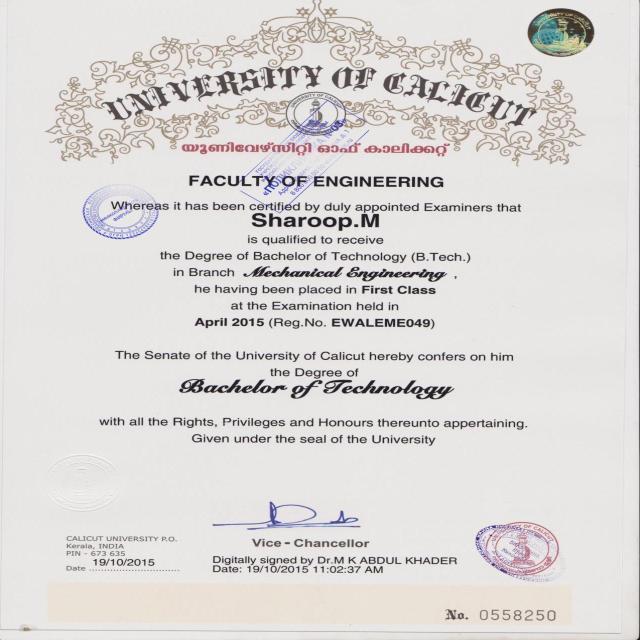 UNIVERSITY OF CALICUT
യൂണിവേഴ്സിറ്റി ഓഫ് കാലിക്കറ്റ്
FACULTY OF ENGINEERING
Whereas it has been certified by duly appointed Examiners that
Sharoop.M
is qualified to receive
the Degree of Bachelor of Technology (B.Tech.)
in Branch Mechanical Engineering ,
he having been placed in First Class
at the Examination held in
April 2015 (Reg.No. EWALEME049)
The Senate of the University of Calicut hereby confers on him
the Degree of
Bachelor of Technology
with all the Rights, Privileges and Honours thereunto appertaining.
Given under the seal of the University
CALICUT UNIVERSITY P.O.
Kerala, INDIA
PIN - 673 635
Date 19/10/2015
Vice - Chancellor
Digitally signed by Dr.M K ABDUL KHADER
Date: 19/10/2015 11:02:37 AM
No. 0558250